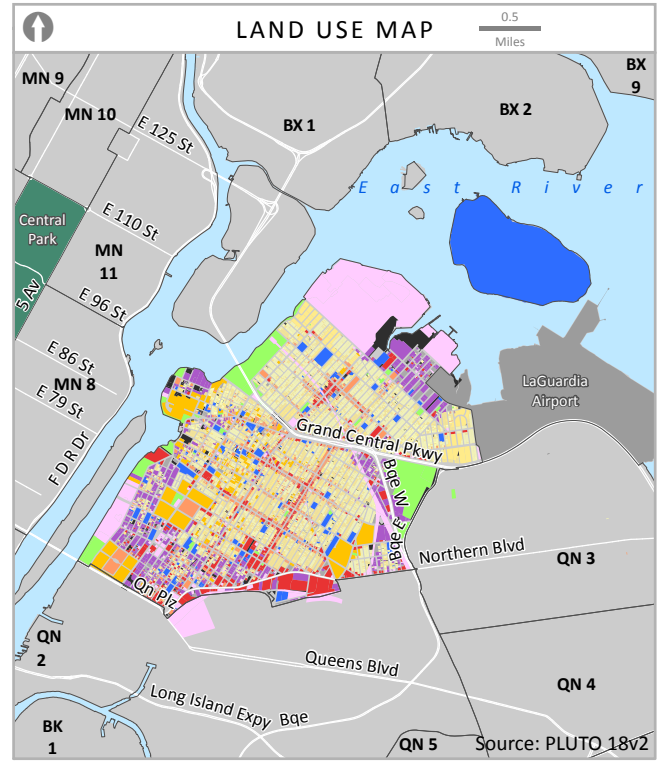 LAND USE MAP
0.5
Miles
MN 9
MN 10
E 125 St
BX 1
BX 2
BX
9
East River
Central
Park
E 110 St
MN
11
5 Av
E 96 St
E 86 St
MN 8
E 79 St
F D R Dr
LaGuardia
Airport
Grand Central Pkwy
Bqe W
Bqe E
Northern Blvd
QN 3
Qn Plz
QN
2
Queens Blvd
QN 4
Long Island Expy
Bqe
BK
1
QN 5
Source: PLUTO 18v2